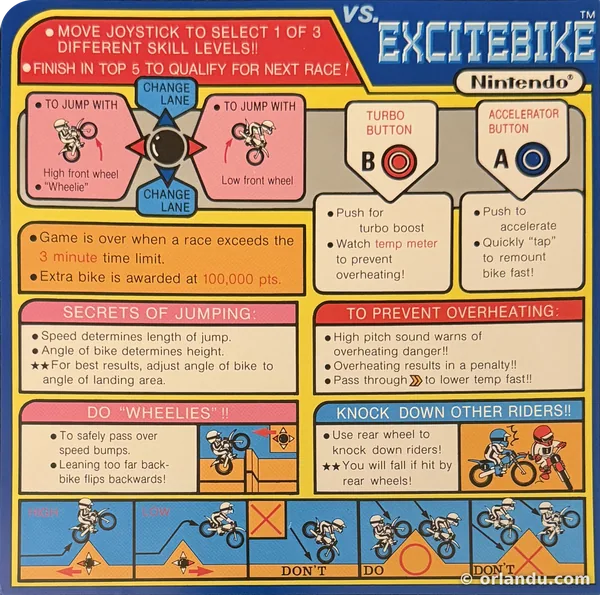 VS. EXCITEBIKE™
Nintendo®
● MOVE JOYSTICK TO SELECT 1 OF 3
DIFFERENT SKILL LEVELS!!
● FINISH IN TOP 5 TO QUALIFY FOR NEXT RACE!
● TO JUMP WITH
High front wheel
● "Wheelie"
CHANGE
LANE
CHANGE
LANE
● TO JUMP WITH
Low front wheel
TURBO
BUTTON
B
● Push for
turbo boost
● Watch temp meter
to prevent
overheating!
ACCELERATOR
BUTTON
A
● Push to
accelerate
● Quickly "tap"
to remount
bike fast!
● Game is over when a race exceeds the
3 minute time limit.
● Extra bike is awarded at 100,000 pts.
SECRETS OF JUMPING:
● Speed determines length of jump.
● Angle of bike determines height.
★★For best results, adjust angle of bike to
angle of landing area.
TO PREVENT OVERHEATING:
● High pitch sound warns of
overheating danger!!
● Overheating results in a penalty!!
● Pass through to lower temp fast!!
DO "WHEELIES"!!
● To safely pass over
speed bumps.
● Leaning too far back-
bike flips backwards!
KNOCK DOWN OTHER RIDERS!!
● Use rear wheel to
knock down riders!
★★You will fall if hit by
rear wheels!
HIGH
LOW
DON'T
DO
DON'T
© orlandu.com